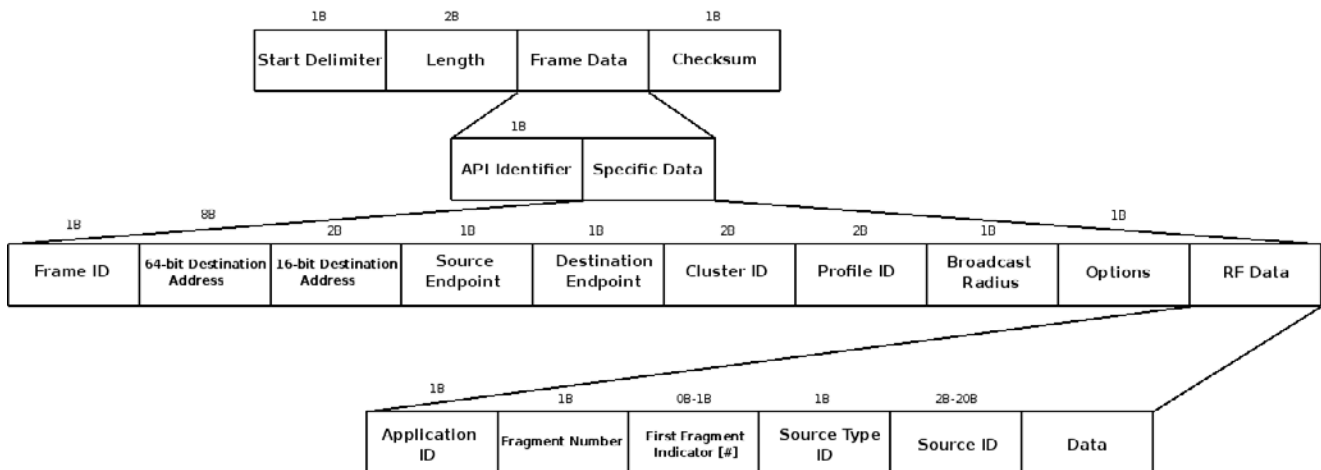 1B 2B 1B
Start Delimiter Length Frame Data Checksum
1B
API Identifier Specific Data
8B
1B 2B 1B 1B 2B 2B 1B 1B
Frame ID 64-bit Destination Address 16-bit Destination Address Source Endpoint Destination Endpoint Cluster ID Profile ID Broadcast Radius Options RF Data
1B
1B 0B-1B 1B 2B-20B
Application ID Fragment Number First Fragment Indicator [#] Source Type ID Source ID Data